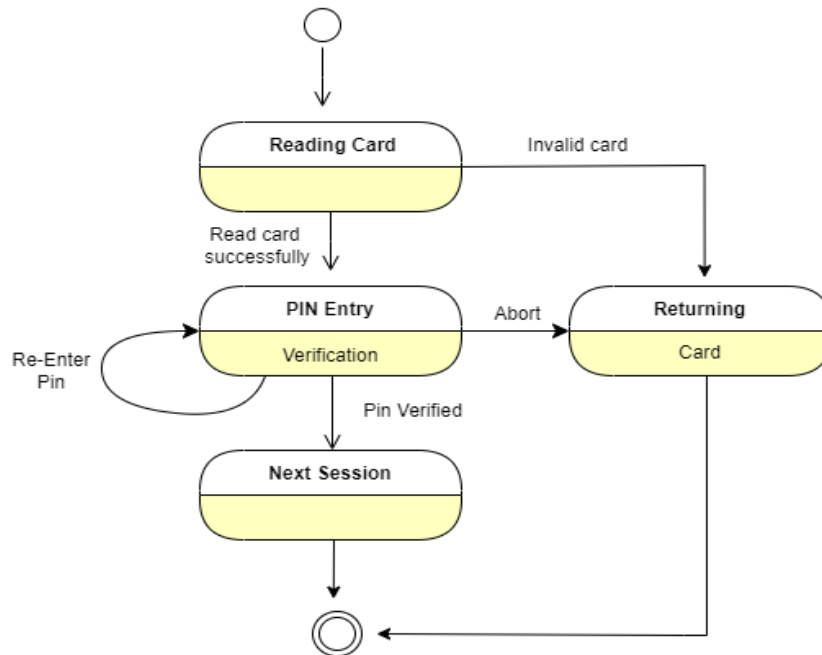 Reading Card
Invalid card
Read card
successfully
PIN Entry
Verification
Abort
Returning
Card
Re-Enter
Pin
Pin Verified
Next Session